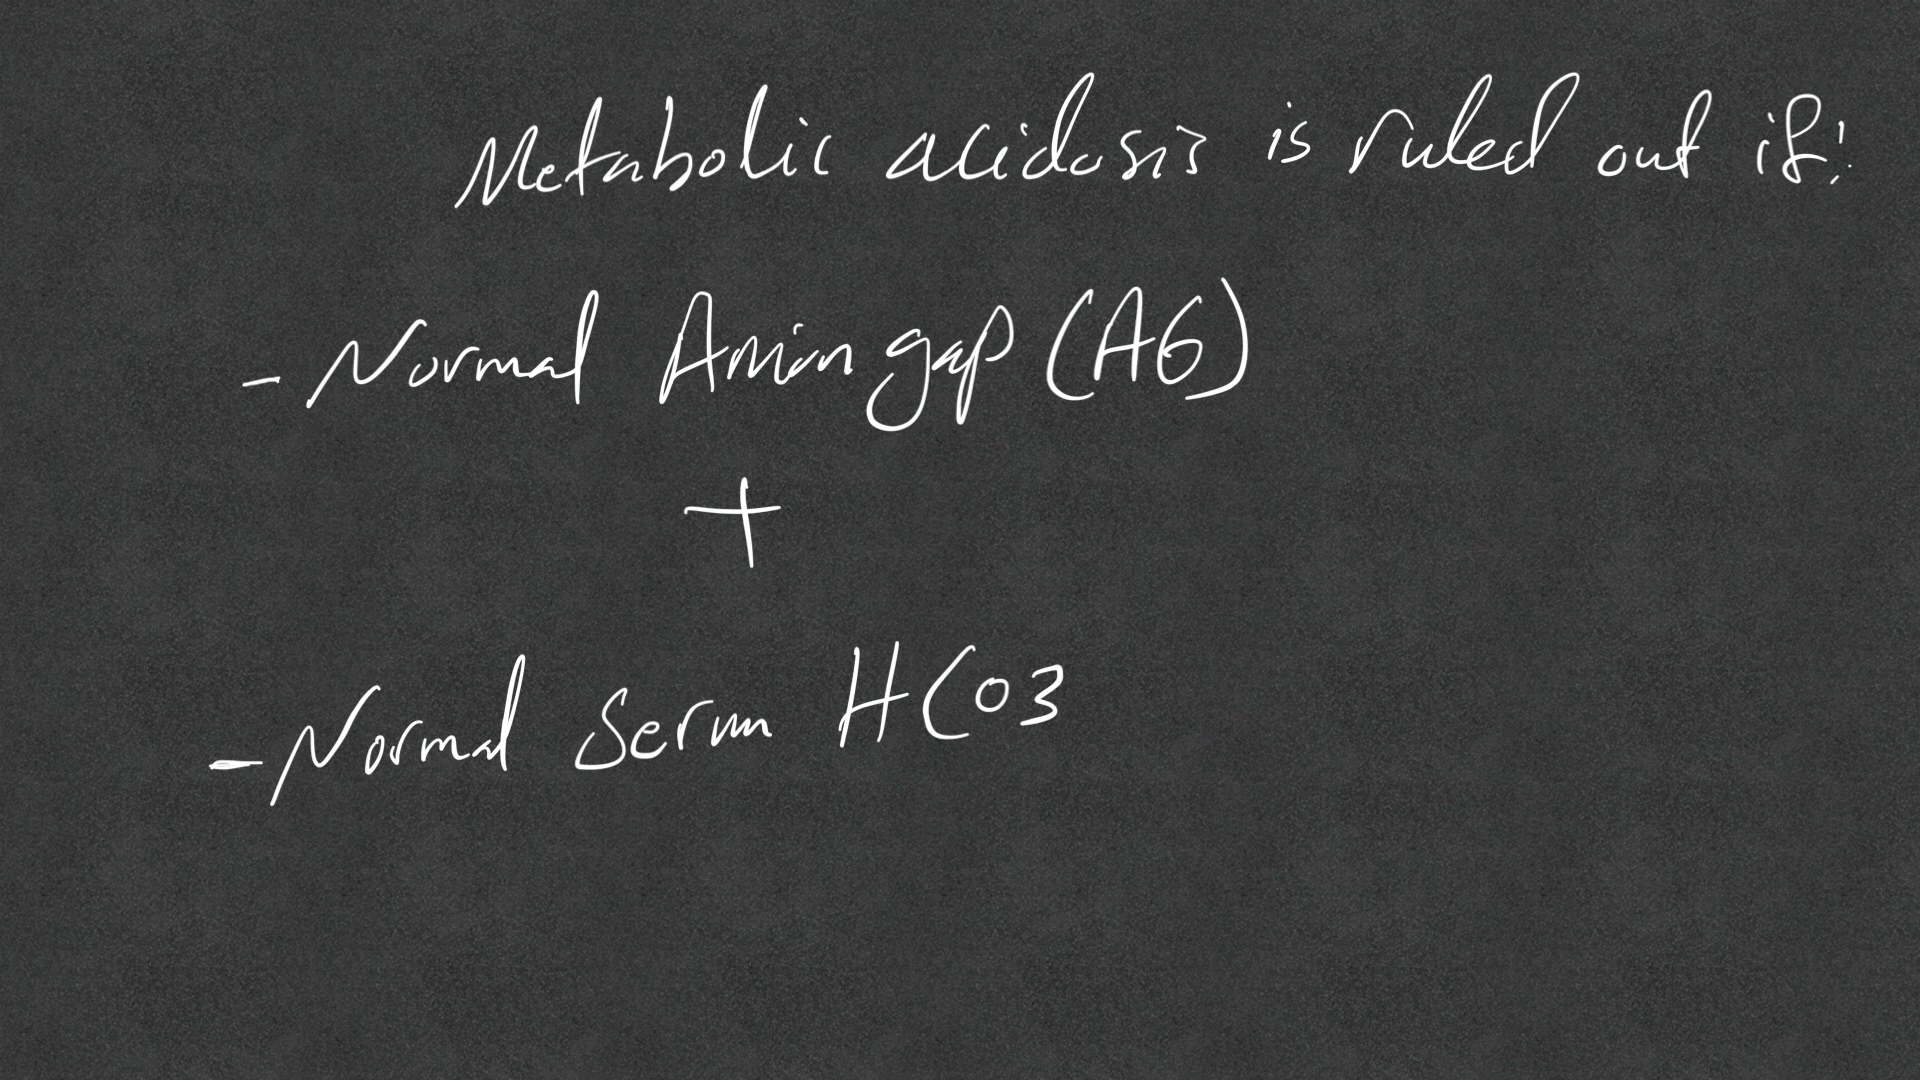 Metabolic acidosis is ruled out if:
- Normal Anion gap (AG)
+
- Normal Serum HCO3